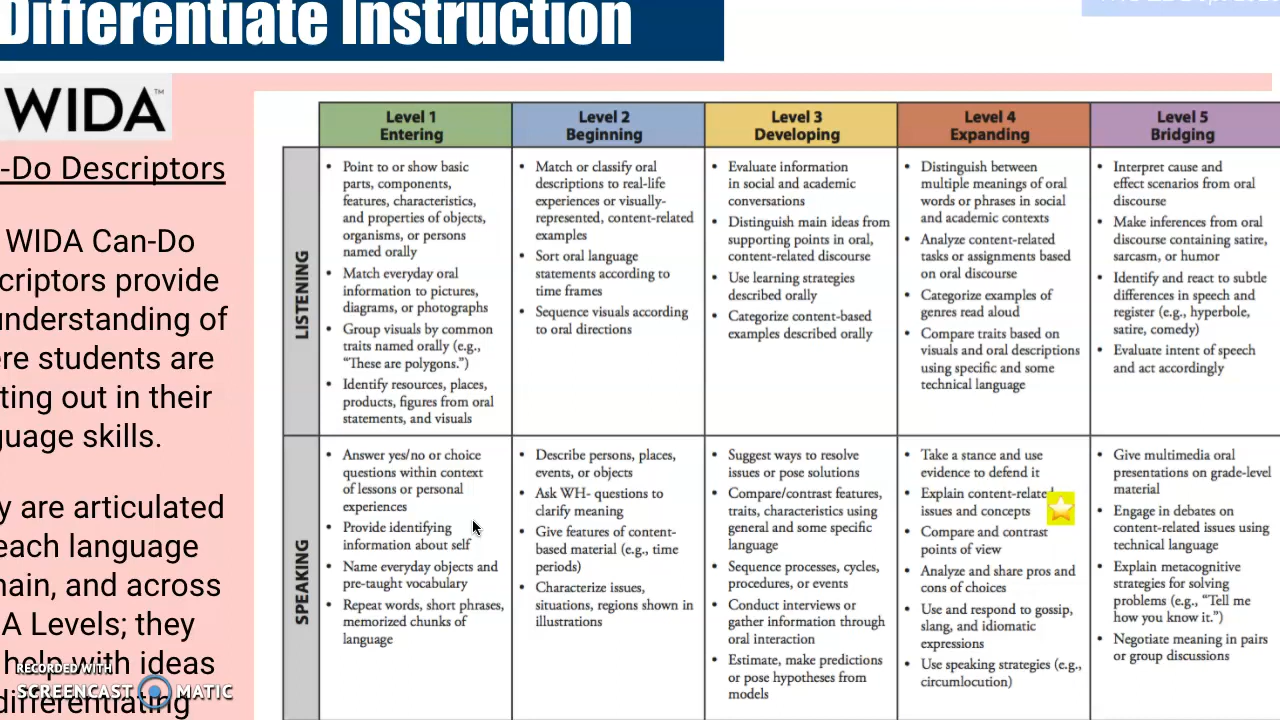 Differentiate Instruction
WIDA™
-Do Descriptors
WIDA Can-Do
criptors provide
understanding of
ere students are
ting out in their
guage skills.
y are articulated
each language
main, and across
A Levels; they
help with ideas
differentiating
RECORDED WITH
SCREENCAST MATIC
Level 1
Entering
Level 2
Beginning
Level 3
Developing
Level 4
Expanding
Level 5
Bridging
LISTENING
• Point to or show basic
parts, components,
features, characteristics,
and properties of objects,
organisms, or persons
named orally
• Match everyday oral
information to pictures,
diagrams, or photographs
• Group visuals by common
traits named orally (e.g.,
“These are polygons.”)
• Identify resources, places,
products, figures from oral
statements, and visuals
• Match or classify oral
descriptions to real-life
experiences or visually-
represented, content-related
examples
• Sort oral language
statements according to
time frames
• Sequence visuals according
to oral directions
• Evaluate information
in social and academic
conversations
• Distinguish main ideas from
supporting points in oral,
content-related discourse
• Use learning strategies
described orally
• Categorize content-based
examples described orally
• Distinguish between
multiple meanings of oral
words or phrases in social
and academic contexts
• Analyze content-related
tasks or assignments based
on oral discourse
• Categorize examples of
genres read aloud
• Compare traits based on
visuals and oral descriptions
using specific and some
technical language
• Interpret cause and
effect scenarios from oral
discourse
• Make inferences from oral
discourse containing satire,
sarcasm, or humor
• Identify and react to subtle
differences in speech and
register (e.g., hyperbole,
satire, comedy)
• Evaluate intent of speech
and act accordingly
SPEAKING
• Answer yes/no or choice
questions within context
of lessons or personal
experiences
• Provide identifying
information about self
• Name everyday objects and
pre-taught vocabulary
• Repeat words, short phrases,
memorized chunks of
language
• Describe persons, places,
events, or objects
• Ask WH- questions to
clarify meaning
• Give features of content-
based material (e.g., time
periods)
• Characterize issues,
situations, regions shown in
illustrations
• Suggest ways to resolve
issues or pose solutions
• Compare/contrast features,
traits, characteristics using
general and some specific
language
• Sequence processes, cycles,
procedures, or events
• Conduct interviews or
gather information through
oral interaction
• Estimate, make predictions
or pose hypotheses from
models
• Take a stance and use
evidence to defend it
• Explain content-related
issues and concepts
• Compare and contrast
points of view
• Analyze and share pros and
cons of choices
• Use and respond to gossip,
slang, and idiomatic
expressions
• Use speaking strategies (e.g.,
circumlocution)
• Give multimedia oral
presentations on grade-level
material
• Engage in debates on
content-related issues using
technical language
• Explain metacognitive
strategies for solving
problems (e.g., “Tell me
how you know it.”)
• Negotiate meaning in pairs
or group discussions